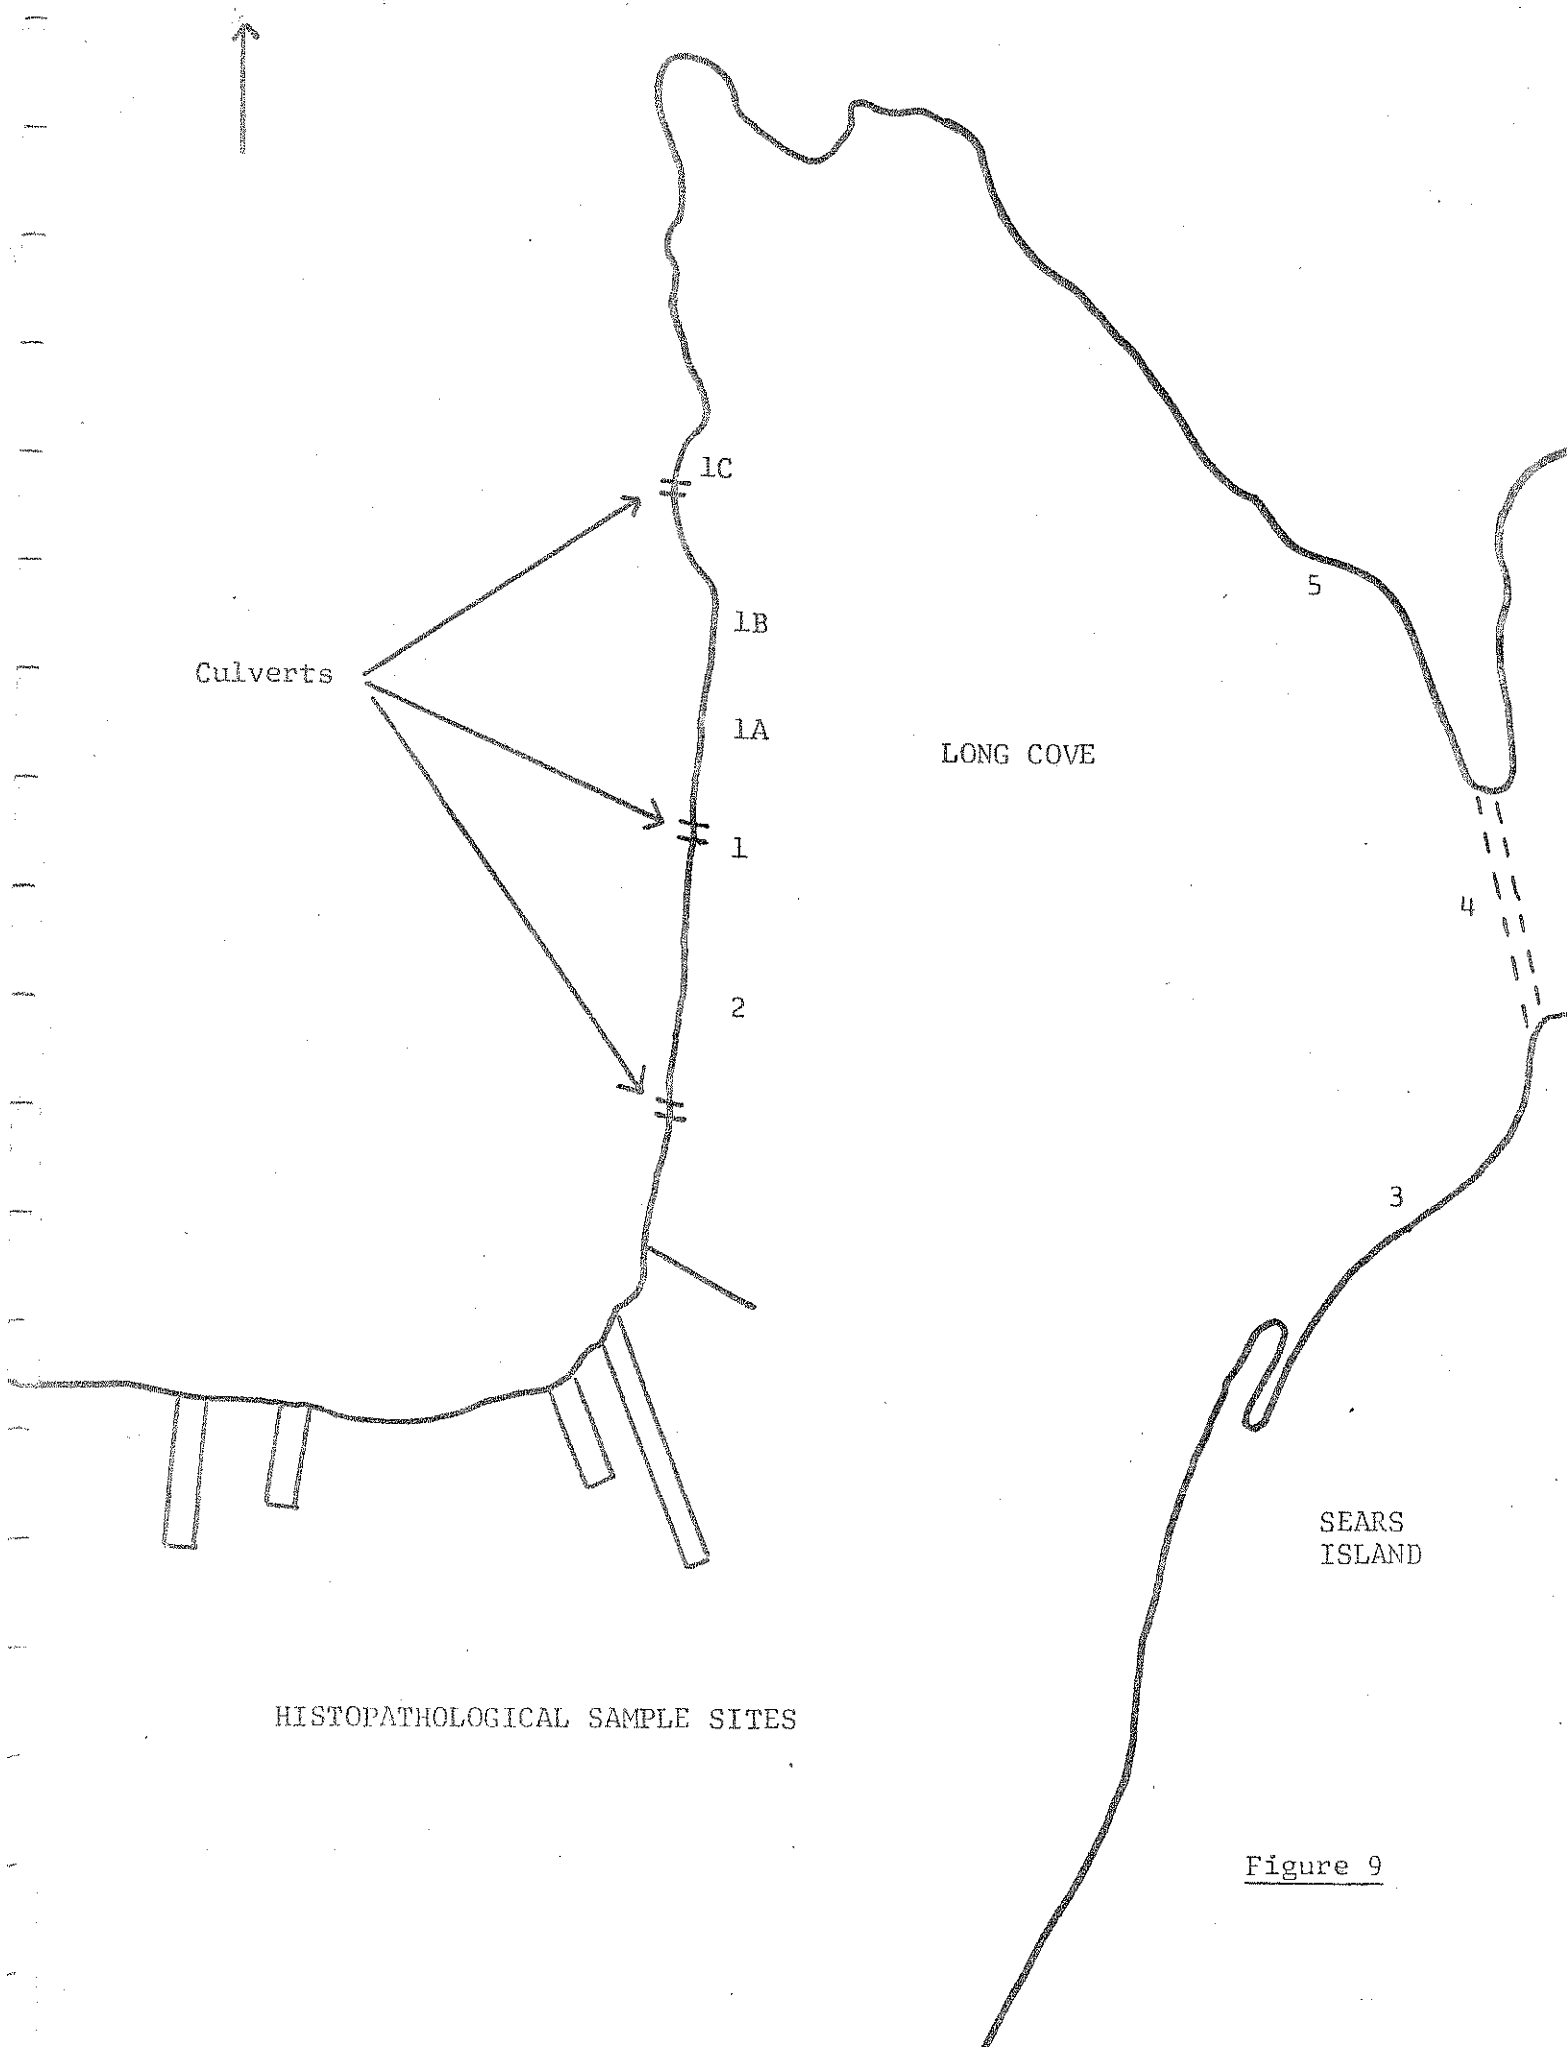 1C
5
1B
Culverts
1A
LONG COVE
1
4
2
3
SEARS
ISLAND
HISTOPATHOLOGICAL SAMPLE SITES
Figure 9